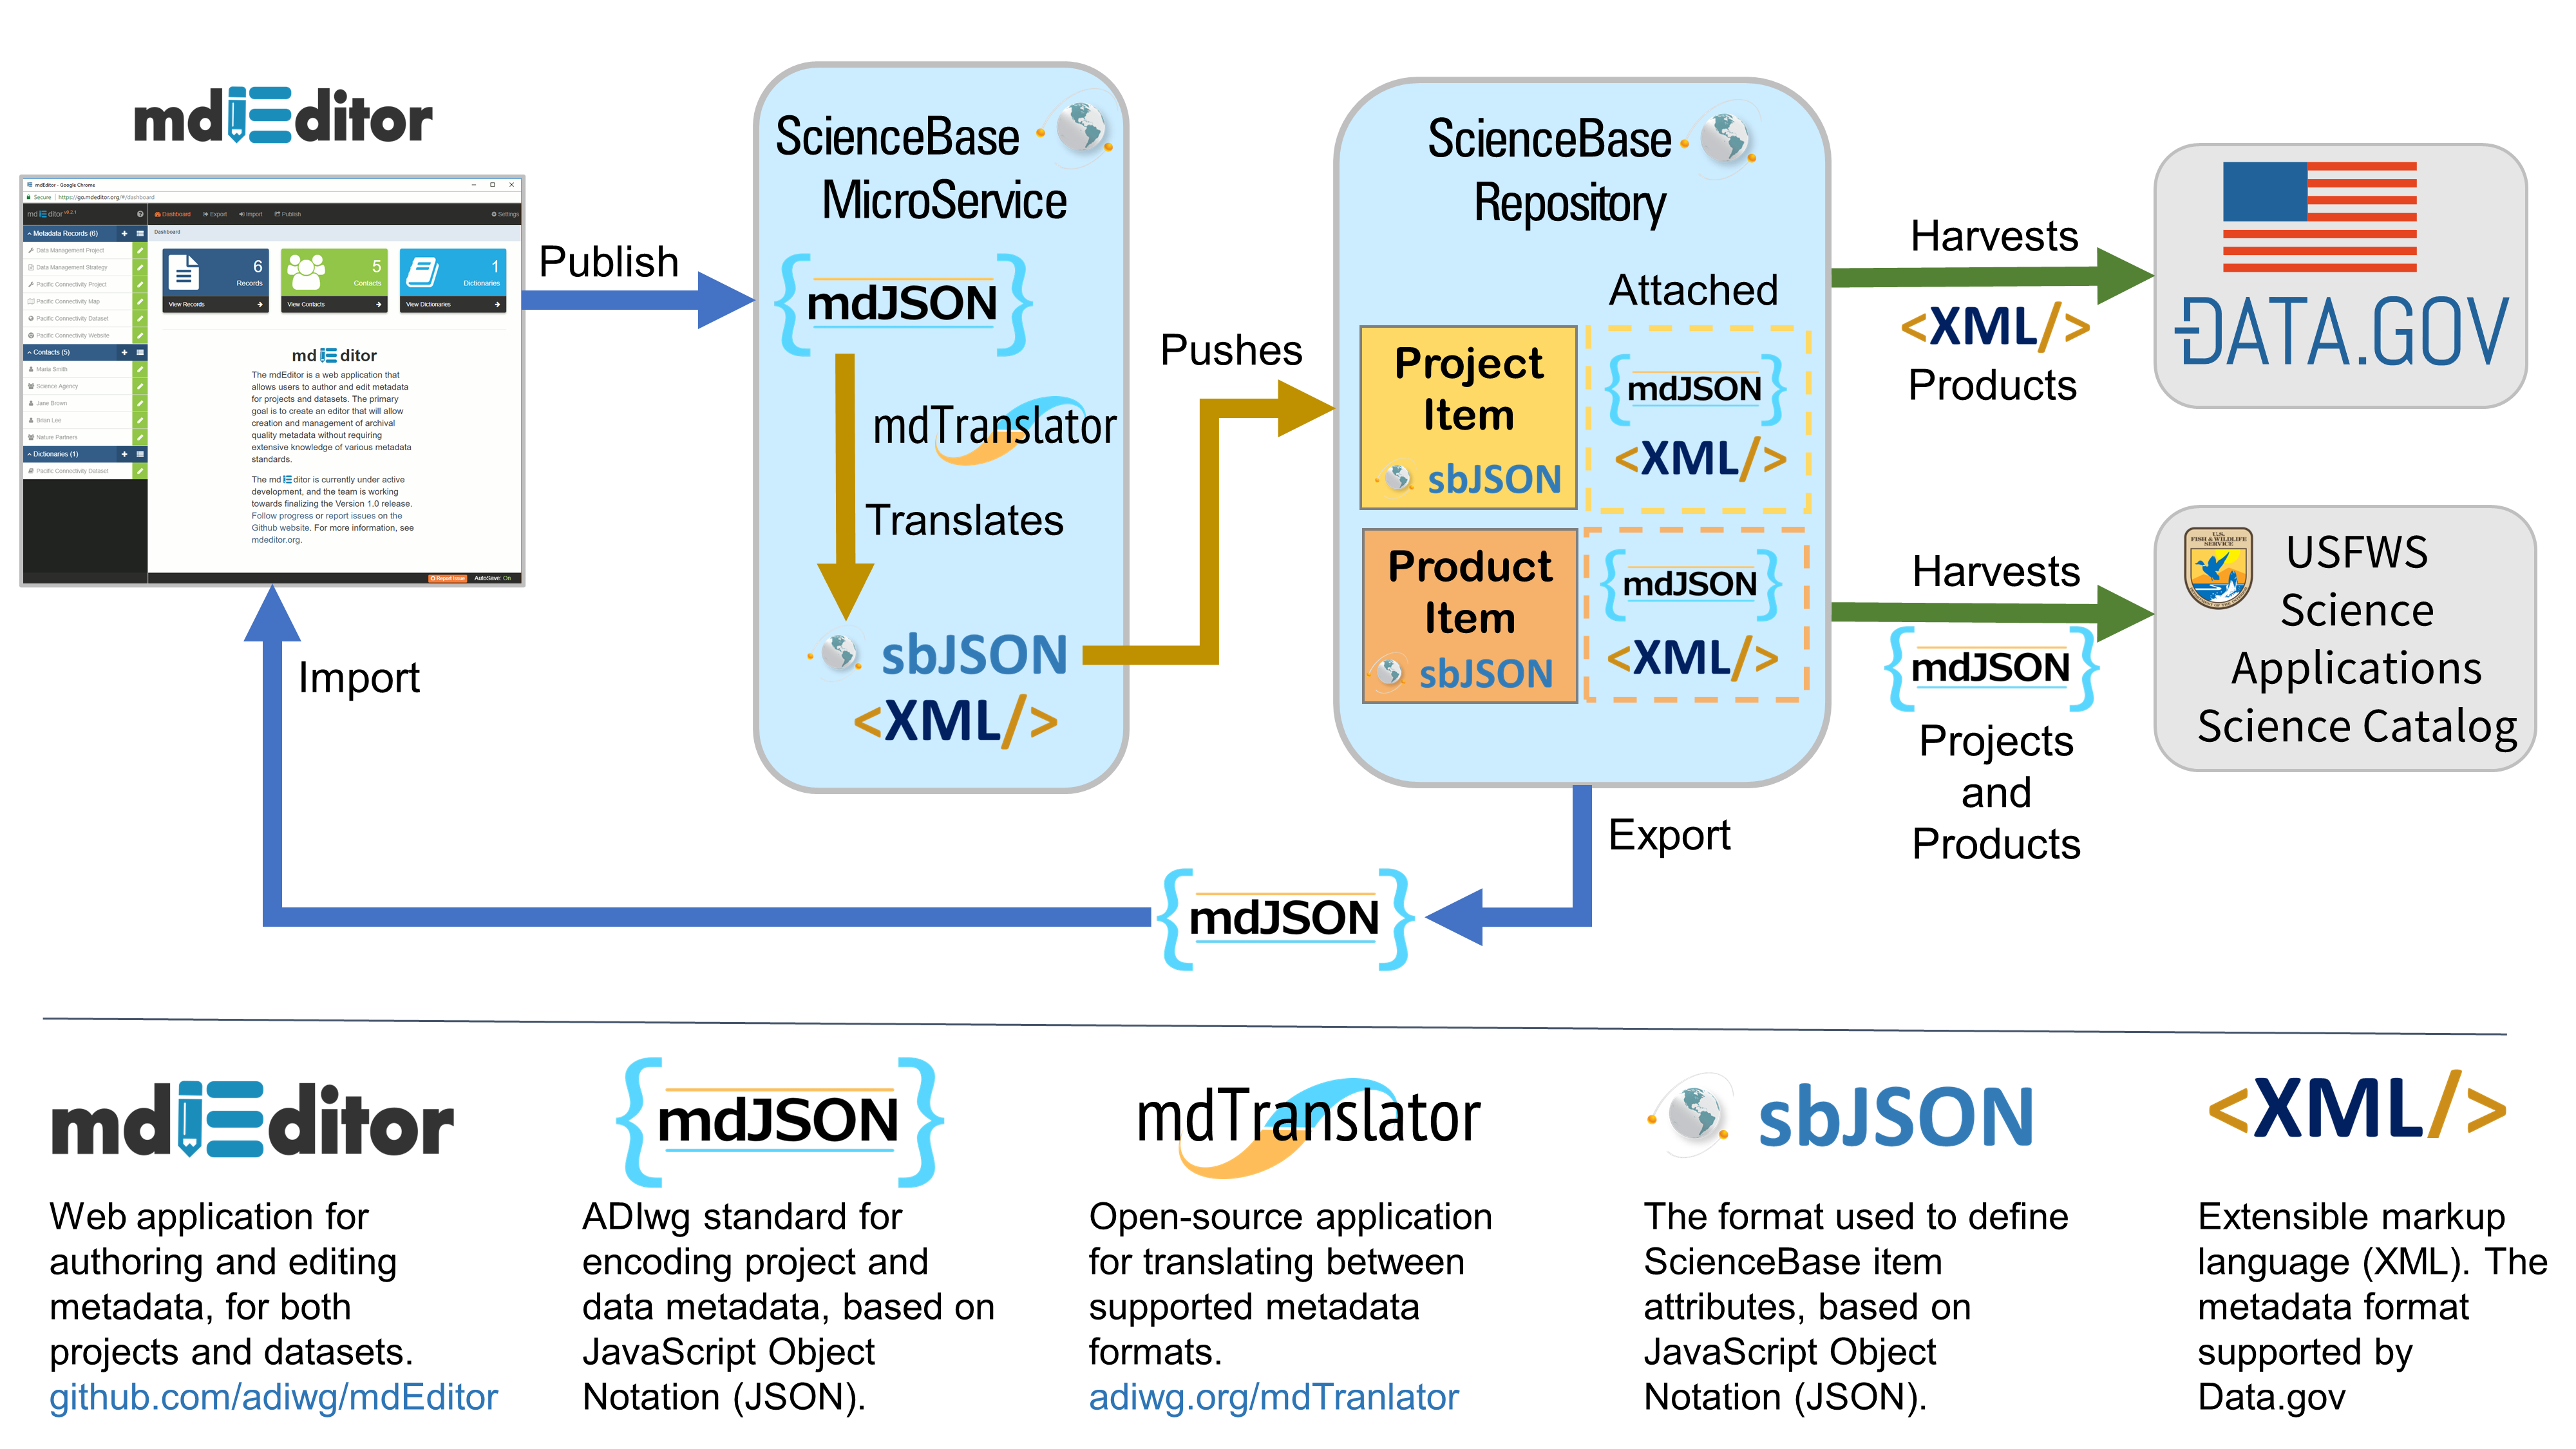 mdEditor
mdEditor - Google Chrome
Secure https://go.mdeditor.org/#/dashboard
mdEditor v0.2.1
Dashboard Export Import Publish Settings
Metadata Records (6)
Data Management Project
Data Management Strategy
Pacific Connectivity Project
Pacific Connectivity Map
Pacific Connectivity Dataset
Pacific Connectivity Website
Contacts (5)
Maria Smith
Science Agency
Jane Brown
Brian Lee
Nature Partners
Dictionaries (1)
Pacific Connectivity Dataset
Dashboard
6
Records
View Records
5
Contacts
View Contacts
1
Dictionaries
View Dictionaries
mdEditor
The mdEditor is a web application that
allows users to author and edit metadata
for projects and datasets. The primary
goal is to create an editor that will allow
creation and management of archival
quality metadata without requiring
extensive knowledge of various metadata
standards.
The mdEditor is currently under active
development, and the team is working
towards finalizing the Version 1.0 release.
Follow progress or report issues on the
Github website. For more information, see
mdeditor.org.
Report Issue AutoSave: On
Publish
ScienceBase
MicroService
{mdJSON}
mdTranslator
Translates
sbJSON
<XML/>
Pushes
ScienceBase
Repository
Attached
Project
Item
sbJSON
{mdJSON}
<XML/>
Product
Item
sbJSON
{mdJSON}
<XML/>
Harvests
<XML/>
Products
DATA.GOV
Harvests
{mdJSON}
Projects
and
Products
U.S.
FISH & WILDLIFE
SERVICE
USFWS
Science
Applications
Science Catalog
Export
{mdJSON}
Import
mdEditor
Web application for
authoring and editing
metadata, for both
projects and datasets.
github.com/adiwg/mdEditor
{mdJSON}
ADIwg standard for
encoding project and
data metadata, based on
JavaScript Object
Notation (JSON).
mdTranslator
Open-source application
for translating between
supported metadata
formats.
adiwg.org/mdTranlator
sbJSON
The format used to define
ScienceBase item
attributes, based on
JavaScript Object
Notation (JSON).
<XML/>
Extensible markup
language (XML). The
metadata format
supported by
Data.gov